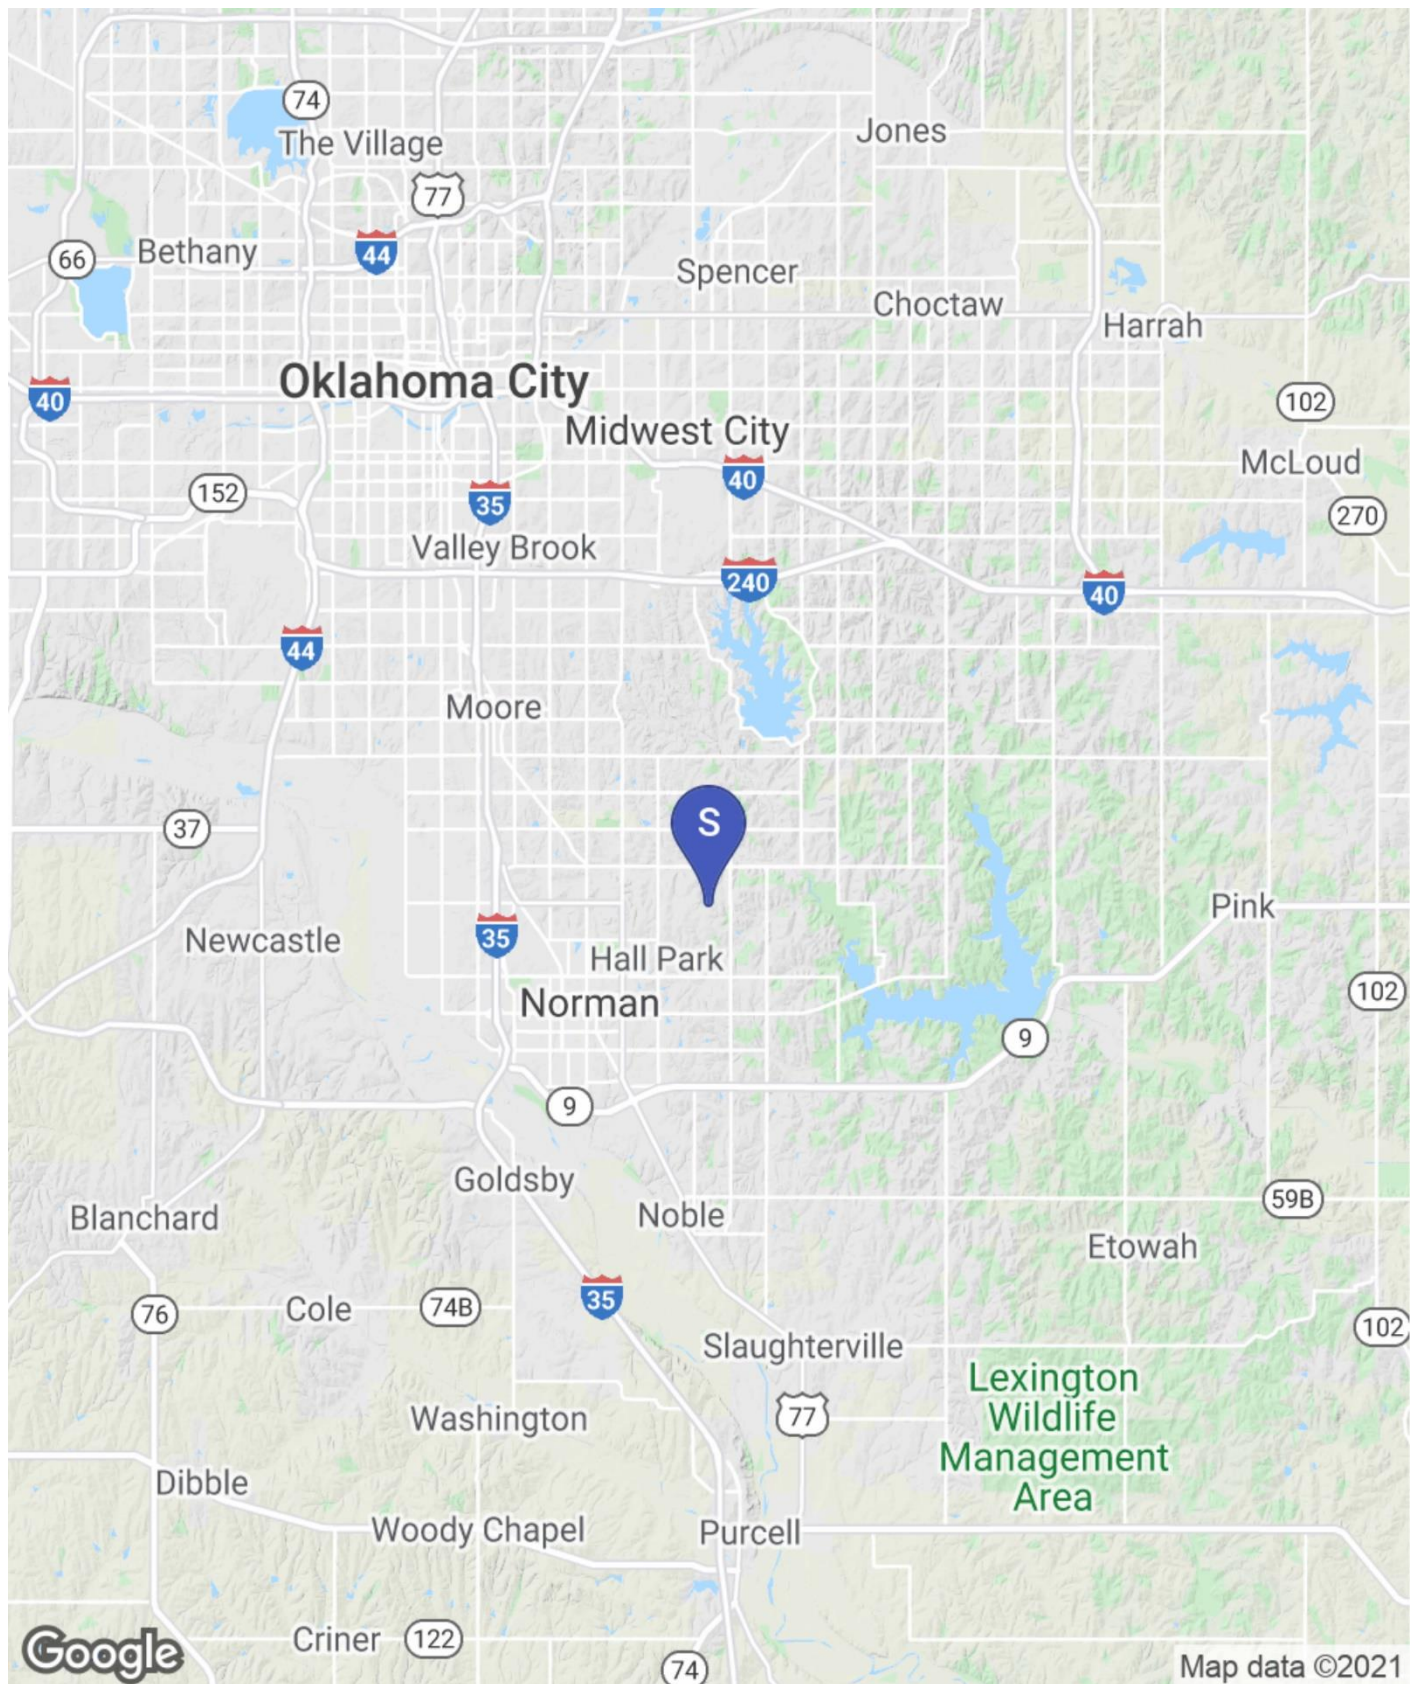 74
The Village
Jones
77
44
66
Bethany
Spencer
Choctaw
Harrah
Oklahoma City
40
102
Midwest City
McLoud
40
152
35
270
Valley Brook
240
40
44
Moore
S
37
Pink
35
Newcastle
Hall Park
102
Norman
9
9
Goldsby
Noble
59B
Blanchard
Etowah
35
74B
Cole
76
102
Slaughterville
Lexington
Wildlife
Management
Area
77
Washington
Dibble
Woody Chapel
Purcell
Criner
122
74
Google
Map data ©2021